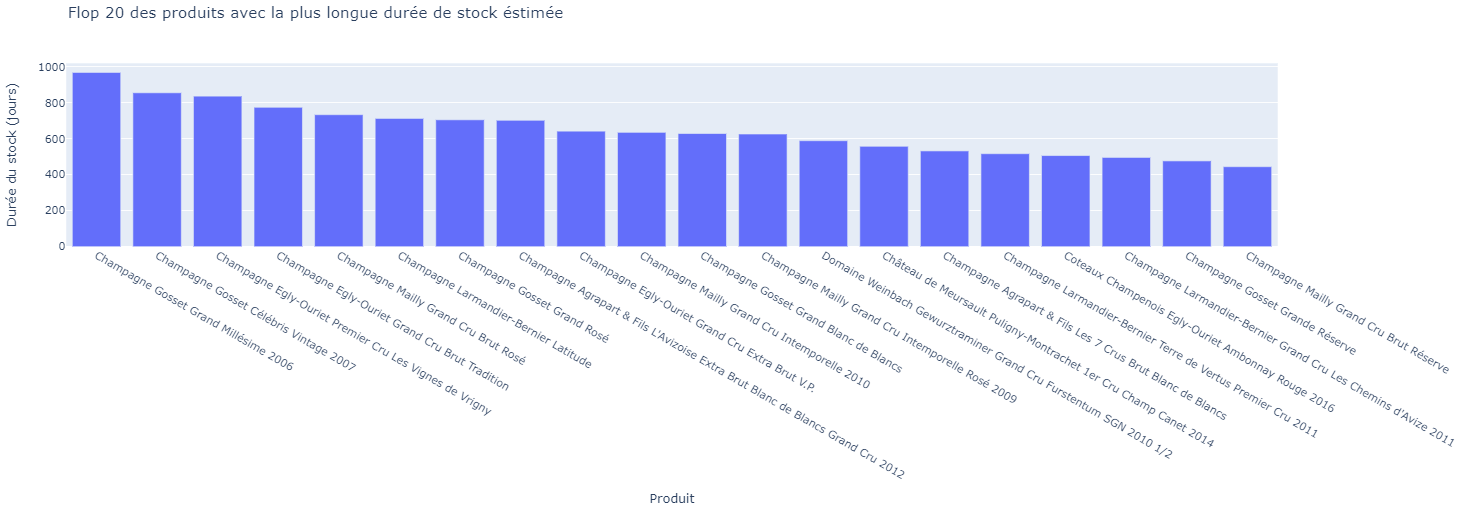 Flop 20 des produits avec la plus longue durée de stock éstimée
Durée du stock (Jours)
1000
800
600
400
200
0
Champagne Gosset Grand Millésime 2006
Champagne Gosset Célébris Vintage 2007
Champagne Egly-Ouriet Premier Cru Les Vignes de Vrigny
Champagne Egly-Ouriet Grand Cru Brut Tradition
Champagne Mailly Grand Cru Brut Rosé
Champagne Larmandier-Bernier Latitude
Champagne Gosset Grand Rosé
Champagne Agrapart & Fils L'Avizoise Extra Brut Blanc de Blancs Grand Cru 2012
Champagne Egly-Ouriet Grand Cru Extra Brut V.P.
Champagne Mailly Grand Cru Intemporelle 2010
Champagne Gosset Grand Blanc de Blancs
Champagne Mailly Grand Cru Intemporelle Rosé 2009
Domaine Weinbach Gewurztraminer Grand Cru Furstentum SGN 2010 1/2
Château de Meursault Puligny-Montrachet 1er Cru Champ Canet 2014
Champagne Agrapart & Fils Les 7 Crus Brut Blanc de Blancs
Champagne Larmandier-Bernier Terre de Vertus Premier Cru 2011
Coteaux Champenois Egly-Ouriet Ambonnay Rouge 2016
Champagne Larmandier-Bernier Grand Cru Les Chemins d'Avize 2011
Champagne Gosset Grande Réserve
Champagne Mailly Grand Cru Brut Réserve
Produit